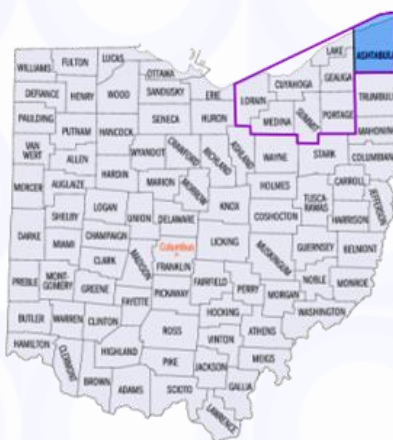 WILLIAMS
FULTON
LUCAS
LAKE
ASHTABULA
OTTAWA
GEAUGA
CUYAHOGA
DEFIANCE
HENRY
WOOD
SANDUSKY
ERIE
LORAIN
TRUMBULL
PAULDING
SENECA
HURON
MEDINA
SUMMIT
PORTAGE
PUTNAM
HANCOCK
MAHONING
VAN
WERT
ALLEN
WYANDOT
CRAWFORD
RICHLAND
ASHLAND
WAYNE
STARK
COLUMBIANA
HARDIN
MERCER
AUGLAIZE
MARION
MORROW
HOLMES
CARROLL
LOGAN
KNOX
TUSCA-
RAWAS
JEFFERSON
SHELBY
UNION
DELAWARE
COSHOCTON
HARRISON
DARKE
MIAMI
CHAMPAIGN
Columbus
LICKING
MUSKINGUM
GUERNSEY
BELMONT
CLARK
MADISON
FRANKLIN
PREBLE
MONT-
GOMERY
GREENE
PICKAWAY
FAIRFIELD
PERRY
NOBLE
MONROE
FAYETTE
MORGAN
BUTLER
WARREN
CLINTON
HOCKING
WASHINGTON
ROSS
ATHENS
HAMILTON
CLERMONT
HIGHLAND
VINTON
PIKE
JACKSON
MEIGS
BROWN
ADAMS
SCIOTO
GALLIA
LAWRENCE